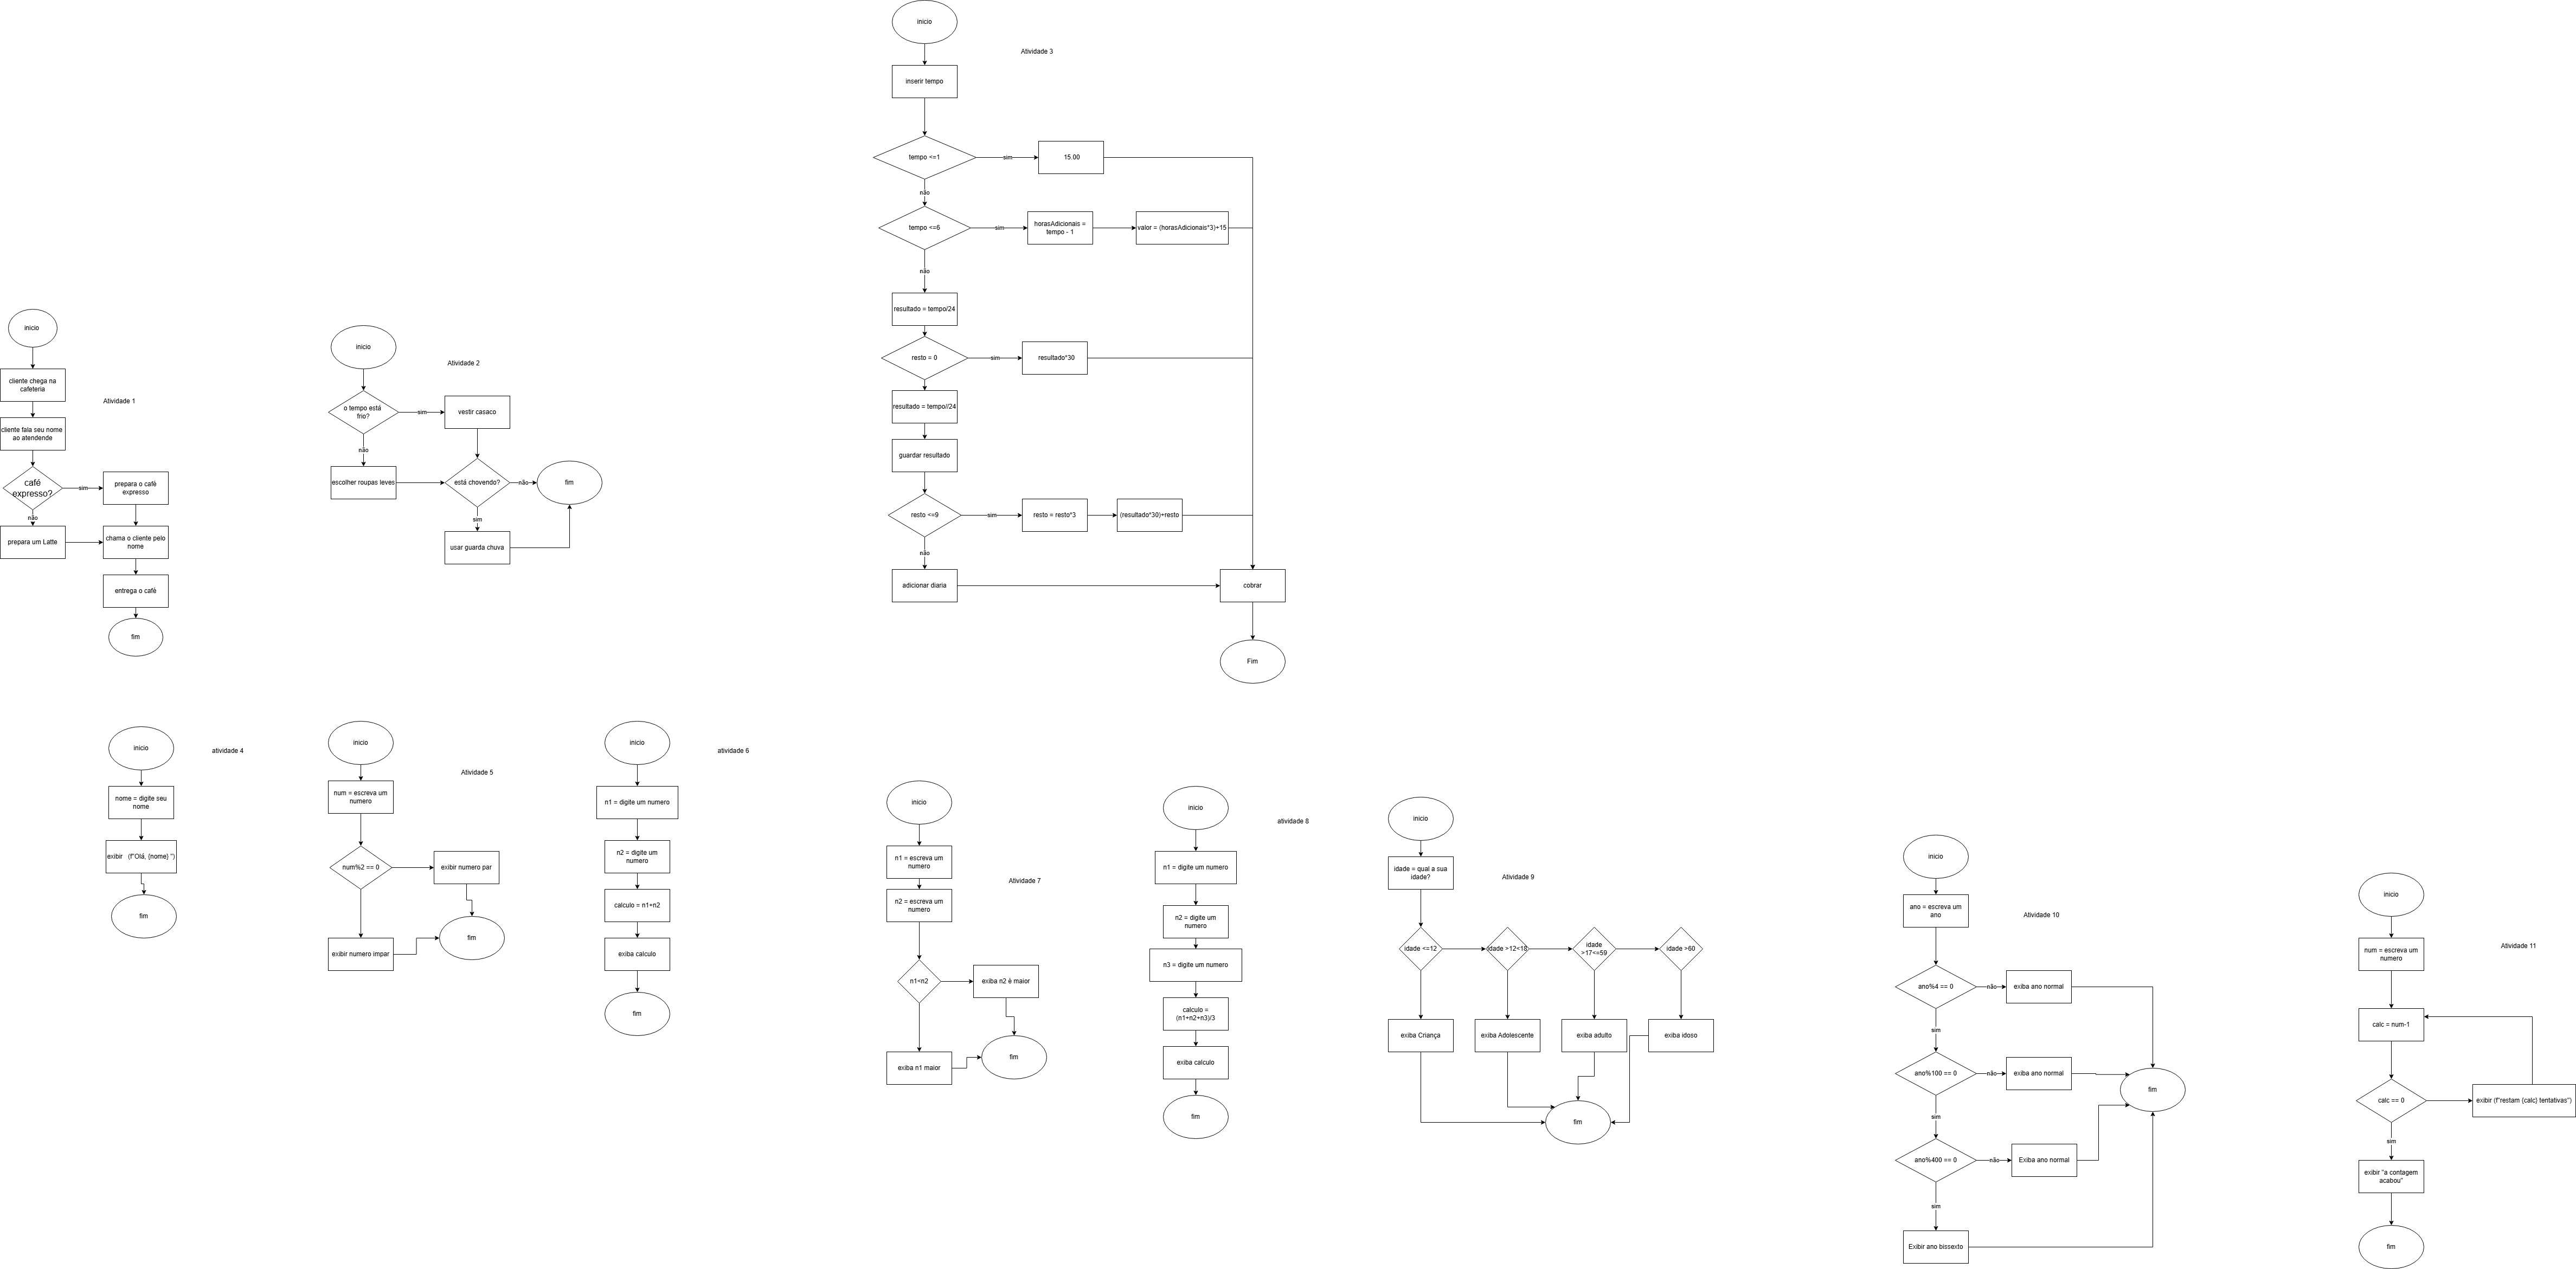 inicio
Atividade 3
inserir tempo
tempo <=1
sim
15.00
não
tempo <=6
sim
horasAdicionais =
tempo - 1
valor = (horasAdicionais*3)+15
não
resultado = tempo/24
resto = 0
sim
resultado*30
resultado = tempo//24
guardar resultado
resto <=9
sim
resto = resto*3
(resultado*30)+resto
não
adicionar diaria
cobrar
Fim
inicio
cliente chega na
cafeteria
Atividade 1
cliente fala seu nome
ao atendende
café
expresso?
sim
prepara o café
expresso
não
prepara um Latte
chama o cliente pelo
nome
entrega o café
fim
inicio
Atividade 2
o tempo está
frio?
sim
vestir casaco
não
escolher roupas leves
está chovendo?
não
fim
sim
usar guarda chuva
inicio
atividade 4
nome = digite seu
nome
exibir (f"Olá, {nome} ")
fim
inicio
Atividade 5
num = escreva um
numero
num%2 == 0
exibir numero par
exibir numero impar
fim
inicio
atividade 6
n1 = digite um numero
n2 = digite um
numero
calculo = n1+n2
exiba calculo
fim
inicio
n1 = escreva um
numero
Atividade 7
n2 = escreva um
numero
n1<n2
exiba n2 è maior
exiba n1 maior
fim
inicio
atividade 8
n1 = digite um numero
n2 = digite um
numero
n3 = digite um numero
calculo =
(n1+n2+n3)/3
exiba calculo
fim
inicio
idade = qual a sua
idade?
Atividade 9
idade <=12
idade >12<18
idade
>17<=59
idade >60
exiba Criança
exiba Adolescente
exiba adulto
exiba idoso
fim
inicio
ano = escreva um
ano
Atividade 10
ano%4 == 0
não
exiba ano normal
sim
ano%100 == 0
não
exiba ano normal
fim
sim
ano%400 == 0
não
Exiba ano normal
sim
Exibir ano bissexto
inicio
num = escreva um
numero
Atividade 11
calc = num-1
calc == 0
exibir (f"restam {calc} tentativas")
sim
exibir "a contagem
acabou"
fim